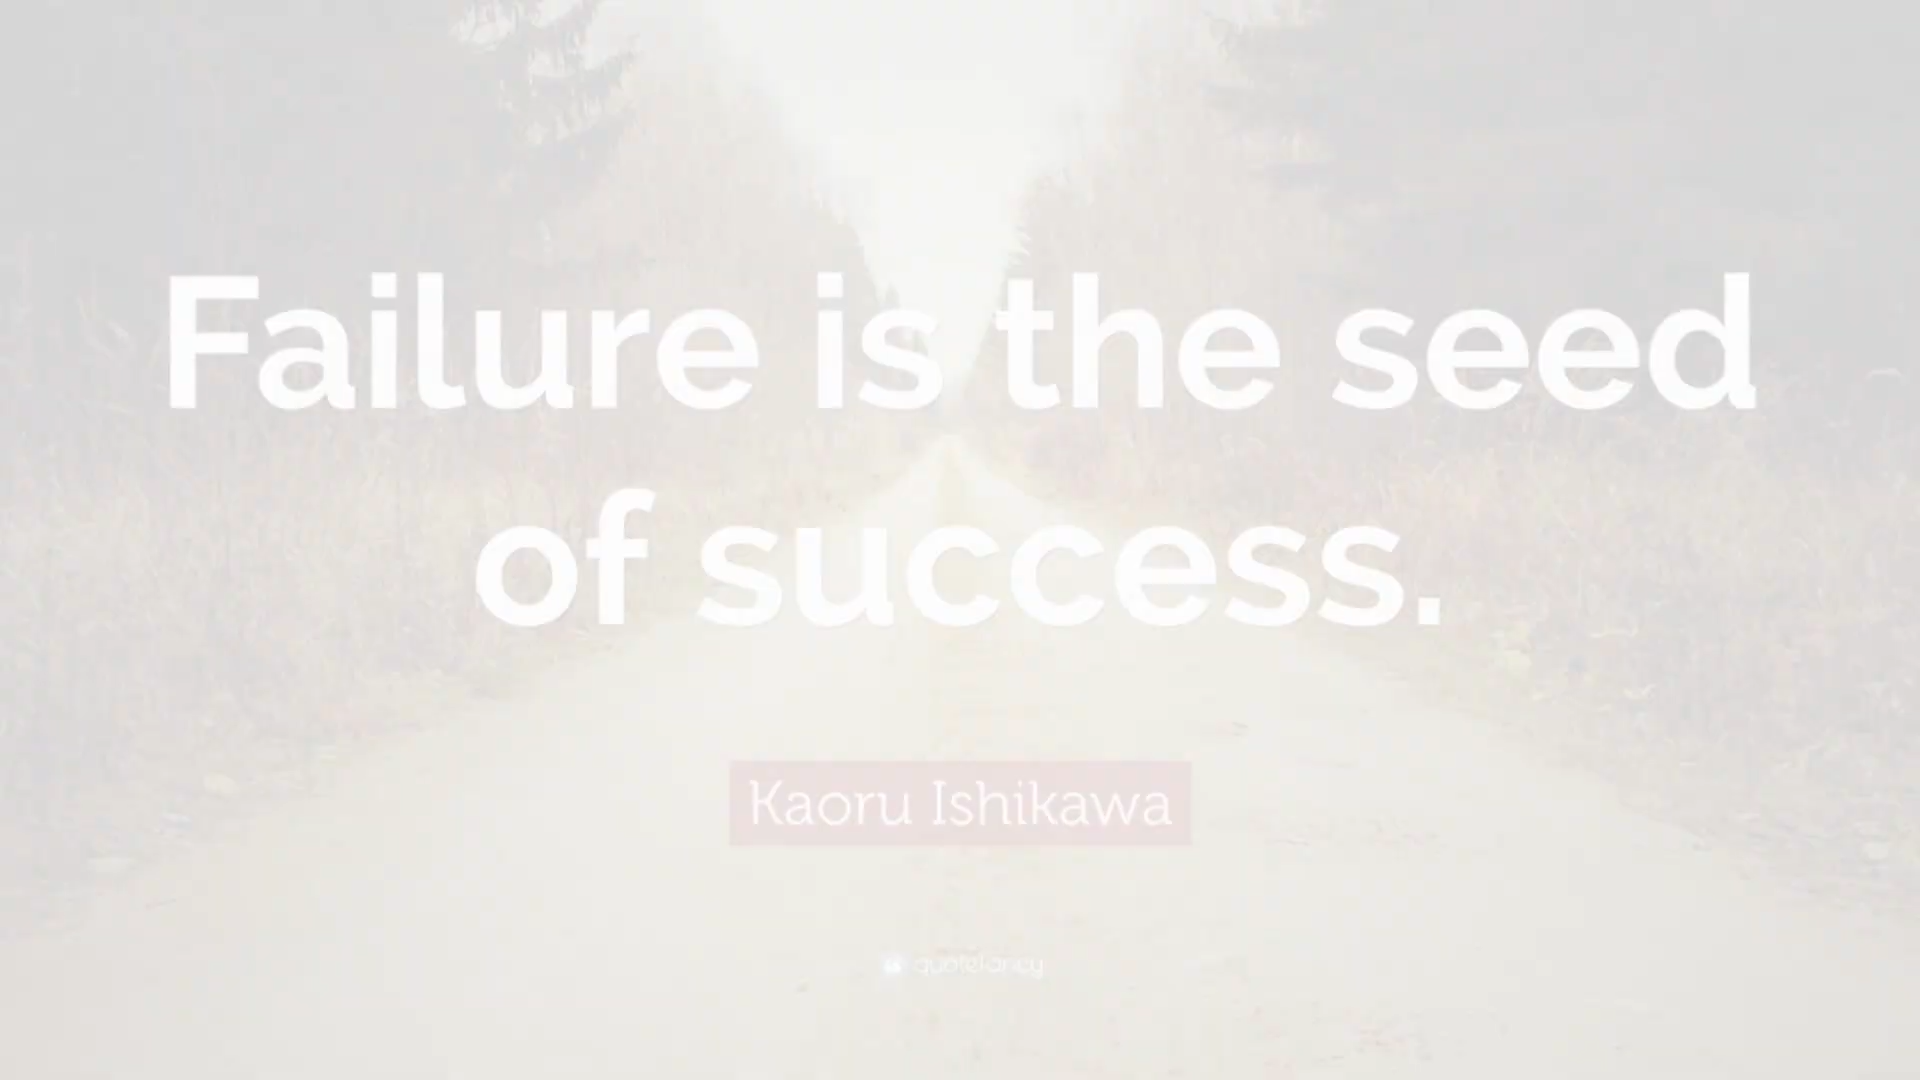 Failure is the seed
of success.
Kaoru Ishikawa
quotefancy